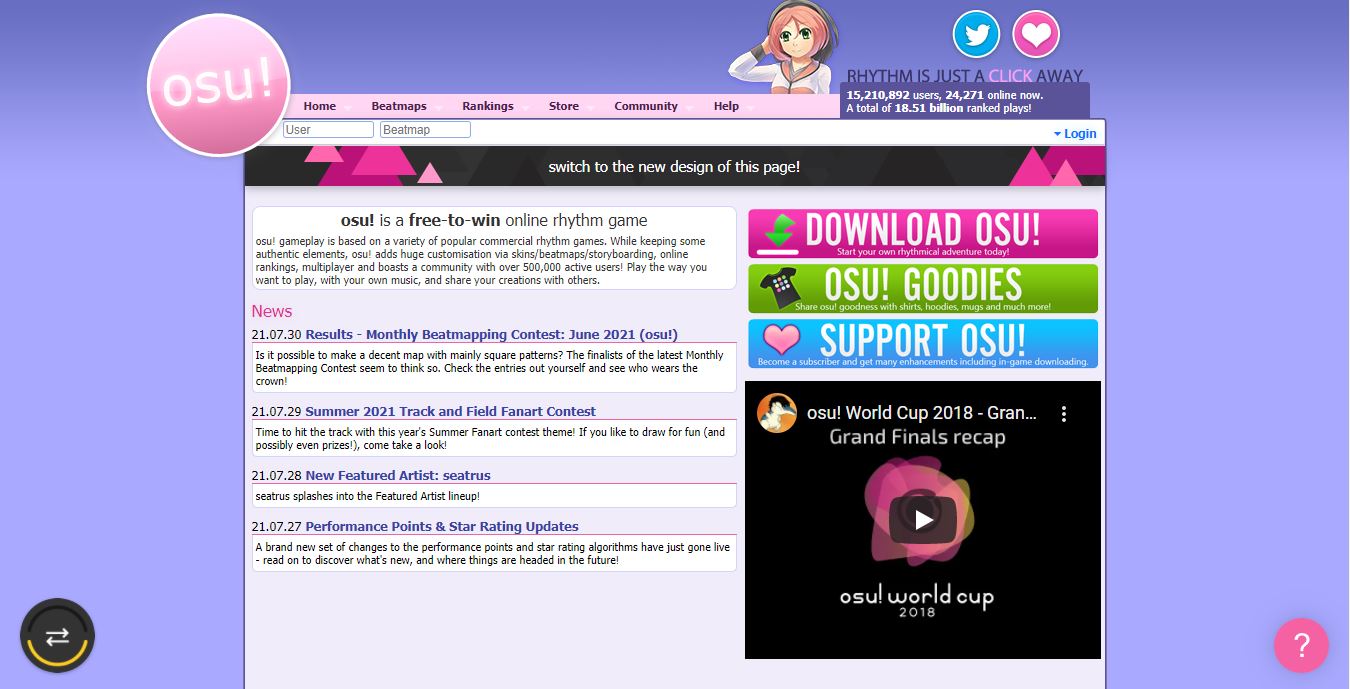 osu!
RHYTHM IS JUST A CLICK AWAY
15,210,892 users, 24,271 online now.
A total of 18.51 billion ranked plays!
Home
Beatmaps
Rankings
Store
Community
Help
User
Beatmap
Login
switch to the new design of this page!
osu! is a free-to-win online rhythm game
osu! gameplay is based on a variety of popular commercial rhythm games. While keeping some
authentic elements, osu! adds huge customisation via skins/beatmaps/storyboarding, online
rankings, multiplayer and boasts a community with over 500,000 active users! Play the way you
want to play, with your own music, and share your creations with others.
News
21.07.30 Results - Monthly Beatmapping Contest: June 2021 (osu!)
Is it possible to make a decent map with mainly square patterns? The finalists of the latest Monthly
Beatmapping Contest seem to think so. Check the entries out yourself and see who wears the
crown!
21.07.29 Summer 2021 Track and Field Fanart Contest
Time to hit the track with this year's Summer Fanart contest theme! If you like to draw for fun (and
possibly even prizes!), come take a look!
21.07.28 New Featured Artist: seatrus
seatrus splashes into the Featured Artist lineup!
21.07.27 Performance Points & Star Rating Updates
A brand new set of changes to the performance points and star rating algorithms have just gone live
- read on to discover what's new, and where things are headed in the future!
DOWNLOAD OSU!
Start your own rhythmical adventure today!
OSU! GOODIES
Share osu! goodness with shirts, hoodies, mugs and much more!
SUPPORT OSU!
Become a subscriber and get many enhancements including in-game downloading.
osu! World Cup 2018 - Gran...
Grand Finals recap
osu! world cup
2018
?